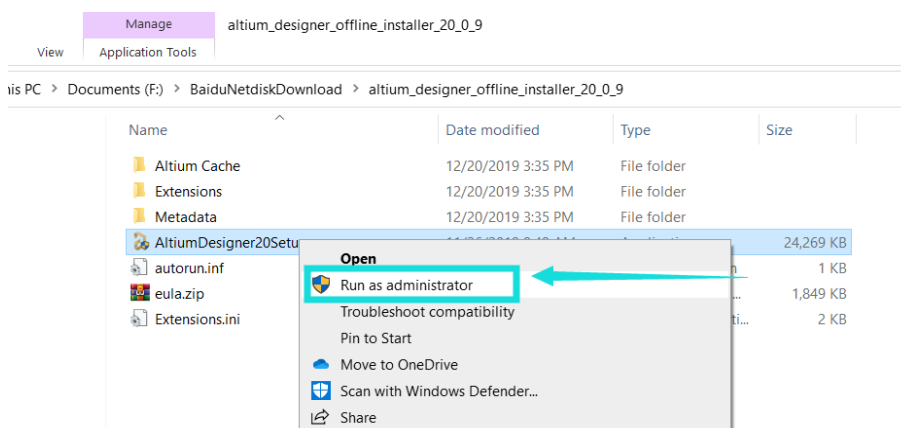 Manage altium_designer_offline_installer_20_0_9
View Application Tools
his PC > Documents (F:) > BaiduNetdiskDownload > altium_designer_offline_installer_20_0_9
Name Date modified Type Size
Altium Cache 12/20/2019 3:35 PM File folder
Extensions 12/20/2019 3:35 PM File folder
Metadata 12/20/2019 3:35 PM File folder
AltiumDesigner20Setu 24,269 KB
autorun.inf 1 KB
eula.zip 1,849 KB
Extensions.ini 2 KB
Open
Run as administrator
Troubleshoot compatibility
Pin to Start
Move to OneDrive
Scan with Windows Defender...
Share